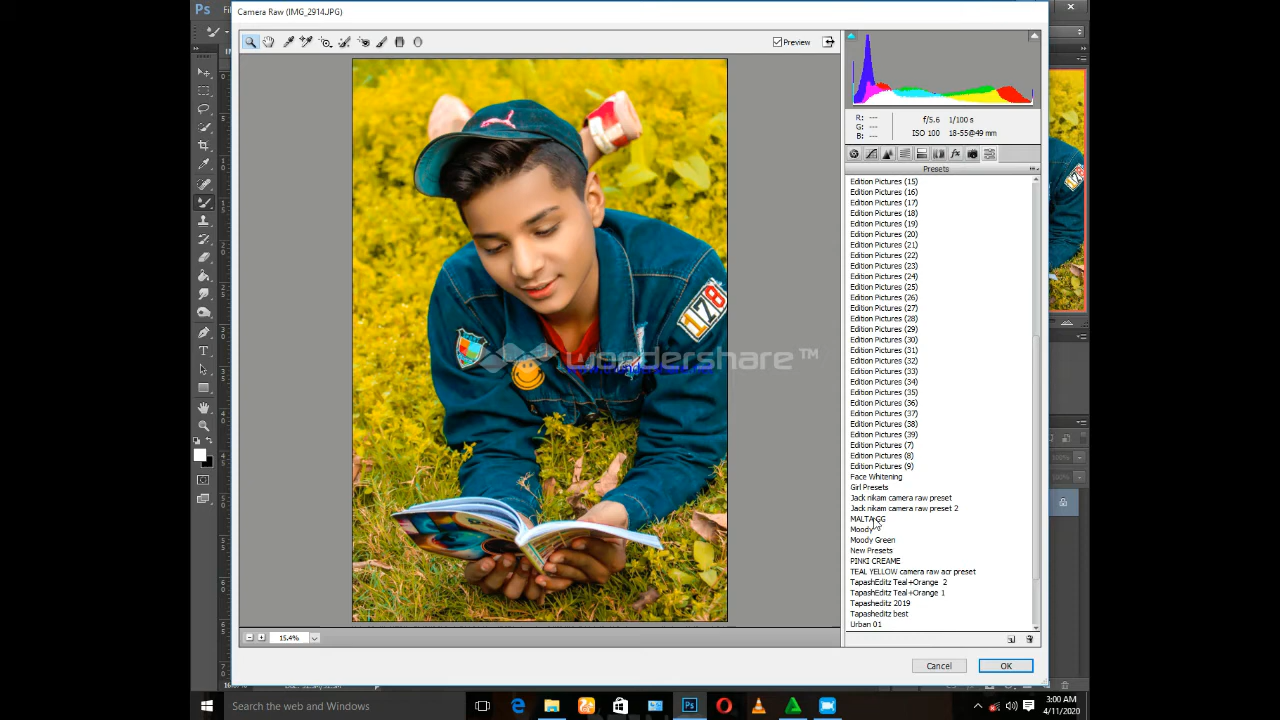 Camera Raw (IMG_2914.JPG)
Ps
Preview
R: ---
G: ---
B: ---
f/5.6 1/100 s
ISO 100 18-55@49 mm
fx
Presets
Edition Pictures (15)
Edition Pictures (16)
Edition Pictures (17)
Edition Pictures (18)
Edition Pictures (19)
Edition Pictures (20)
Edition Pictures (21)
Edition Pictures (22)
Edition Pictures (23)
Edition Pictures (24)
Edition Pictures (25)
Edition Pictures (26)
Edition Pictures (27)
Edition Pictures (28)
Edition Pictures (29)
Edition Pictures (30)
Edition Pictures (31)
Edition Pictures (32)
Edition Pictures (33)
Edition Pictures (34)
Edition Pictures (35)
Edition Pictures (36)
Edition Pictures (37)
Edition Pictures (38)
Edition Pictures (39)
Edition Pictures (7)
Edition Pictures (8)
Edition Pictures (9)
Face Whitening
Girl Presets
Jack nikam camera raw preset
Jack nikam camera raw preset 2
MALTA GG
Moody
Moody Green
New Presets
PINKI CREAME
TEAL YELLOW camera raw acr preset
TapashEditz Teal+Orange 2
TapashEditz Teal+Orange 1
Tapasheditz 2019
Tapasheditz best
Urban 01
178
wondershare™
15.4%
Cancel
OK
Search the web and Windows
Ps
3:00 AM
4/11/2020